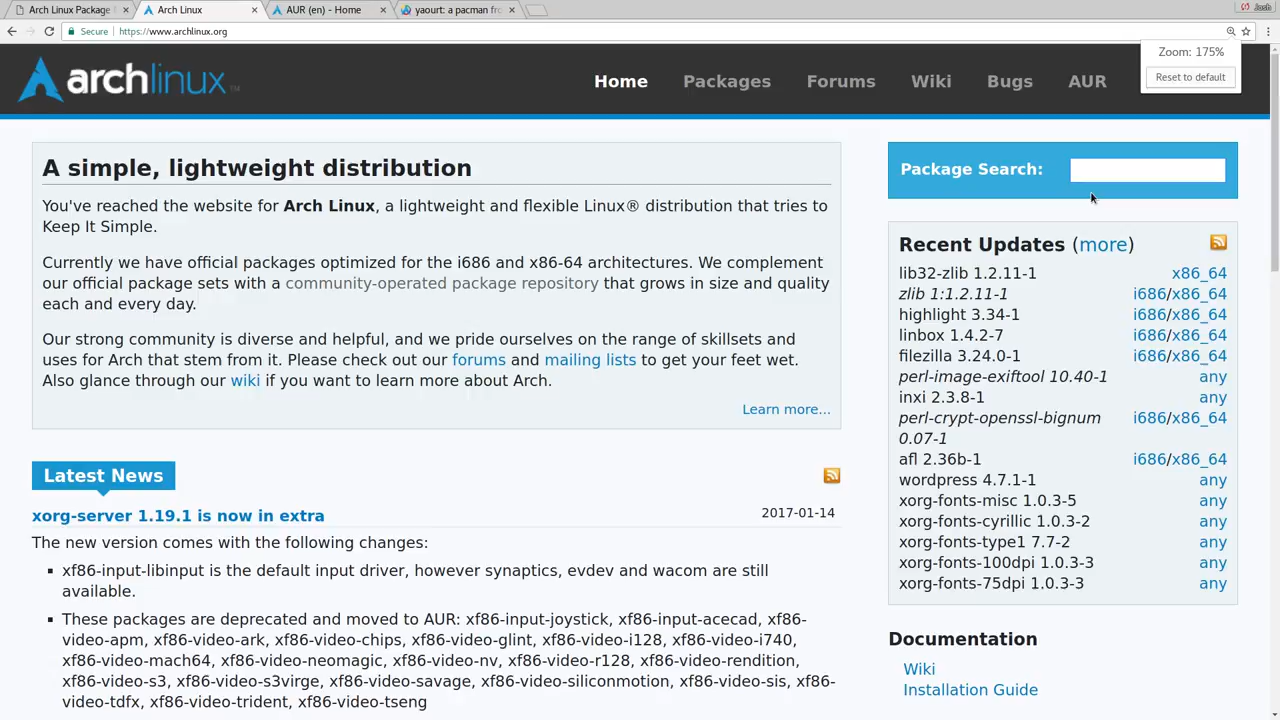 Arch Linux Package
Arch Linux
AUR (en) - Home
yaourt: a pacman fro
Josh
Secure
https://www.archlinux.org
Zoom: 175%
Reset to default
archlinux™
Home
Packages
Forums
Wiki
Bugs
AUR
A simple, lightweight distribution
You've reached the website for Arch Linux, a lightweight and flexible Linux® distribution that tries to
Keep It Simple.
Currently we have official packages optimized for the i686 and x86-64 architectures. We complement
our official package sets with a community-operated package repository that grows in size and quality
each and every day.
Our strong community is diverse and helpful, and we pride ourselves on the range of skillsets and
uses for Arch that stem from it. Please check out our forums and mailing lists to get your feet wet.
Also glance through our wiki if you want to learn more about Arch.
Learn more...
Latest News
xorg-server 1.19.1 is now in extra
2017-01-14
The new version comes with the following changes:
▪ xf86-input-libinput is the default input driver, however synaptics, evdev and wacom are still
available.
▪ These packages are deprecated and moved to AUR: xf86-input-joystick, xf86-input-acecad, xf86-
video-apm, xf86-video-ark, xf86-video-chips, xf86-video-glint, xf86-video-i128, xf86-video-i740,
xf86-video-mach64, xf86-video-neomagic, xf86-video-nv, xf86-video-r128, xf86-video-rendition,
xf86-video-s3, xf86-video-s3virge, xf86-video-savage, xf86-video-siliconmotion, xf86-video-sis, xf86-
video-tdfx, xf86-video-trident, xf86-video-tseng
Package Search:
Recent Updates (more)
lib32-zlib 1.2.11-1 x86_64
zlib 1:1.2.11-1 i686/x86_64
highlight 3.34-1 i686/x86_64
linbox 1.4.2-7 i686/x86_64
filezilla 3.24.0-1 i686/x86_64
perl-image-exiftool 10.40-1 any
inxi 2.3.8-1 any
perl-crypt-openssl-bignum i686/x86_64
0.07-1
afl 2.36b-1 i686/x86_64
wordpress 4.7.1-1 any
xorg-fonts-misc 1.0.3-5 any
xorg-fonts-cyrillic 1.0.3-2 any
xorg-fonts-type1 7.7-2 any
xorg-fonts-100dpi 1.0.3-3 any
xorg-fonts-75dpi 1.0.3-3 any
Documentation
Wiki
Installation Guide